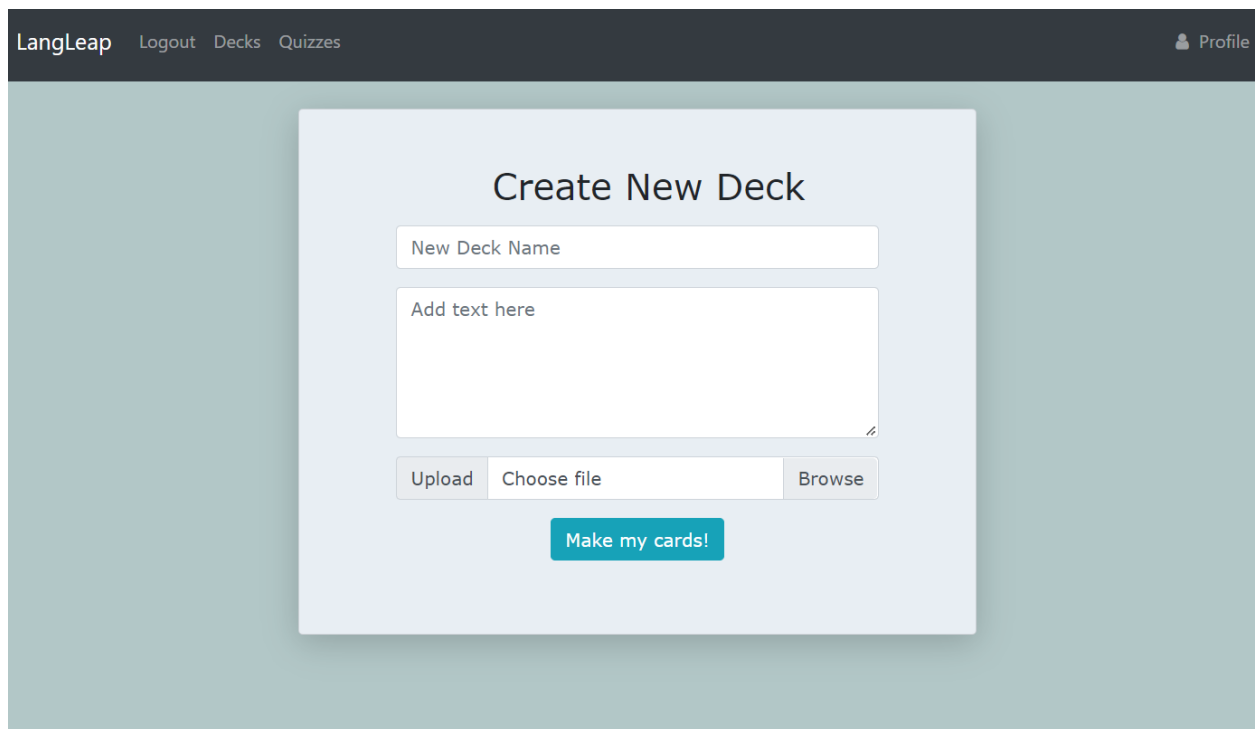 LangLeap Logout Decks Quizzes Profile
Create New Deck
New Deck Name
Add text here
Upload Choose file Browse
Make my cards!